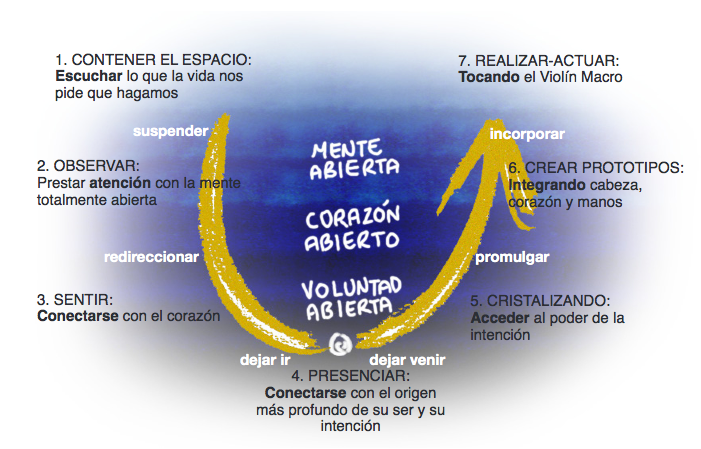 1. CONTENER EL ESPACIO:
Escuchar lo que la vida nos
pide que hagamos
suspender
2. OBSERVAR:
Prestar atención con la mente
totalmente abierta
redireccionar
3. SENTIR:
Conectarse con el corazón
dejar ir
MENTE
ABIERTA
CORAZÓN
ABIERTO
VOLUNTAD
ABIERTA
4. PRESENCIAR:
Conectarse con el origen
más profundo de su ser y su
intención
dejar venir
5. CRISTALIZANDO:
Acceder al poder de la
intención
promulgar
6. CREAR PROTOTIPOS:
Integrando cabeza,
corazón y manos
incorporar
7. REALIZAR-ACTUAR:
Tocando el Violín Macro